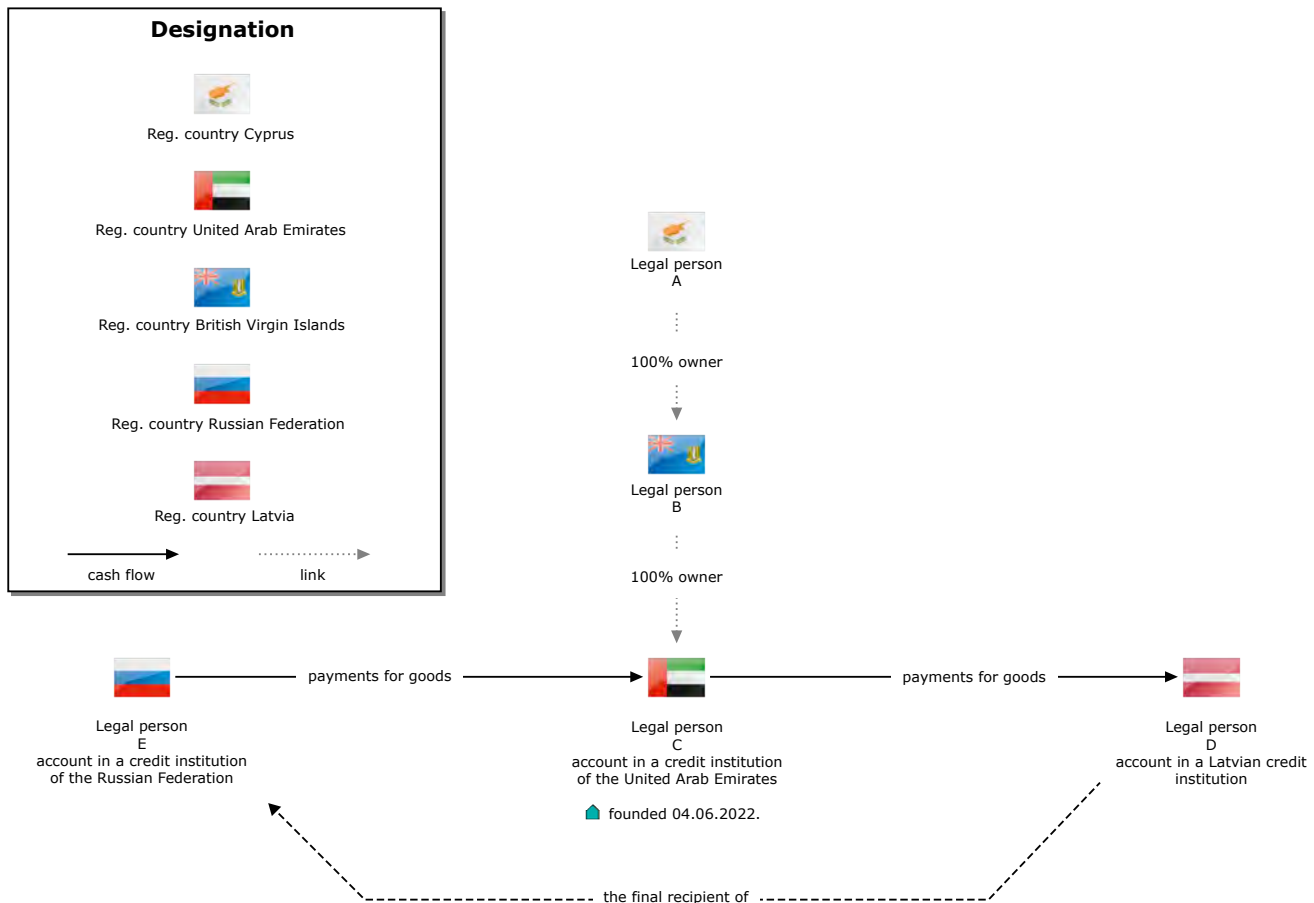 Designation
Reg. country Cyprus
Reg. country United Arab Emirates
Reg. country British Virgin Islands
Reg. country Russian Federation
Reg. country Latvia
cash flow
link
Legal person
A
100% owner
Legal person
B
100% owner
payments for goods
payments for goods
Legal person
E
account in a credit institution
of the Russian Federation
Legal person
C
account in a credit institution
of the United Arab Emirates
founded 04.06.2022.
Legal person
D
account in a Latvian credit
institution
the final recipient of